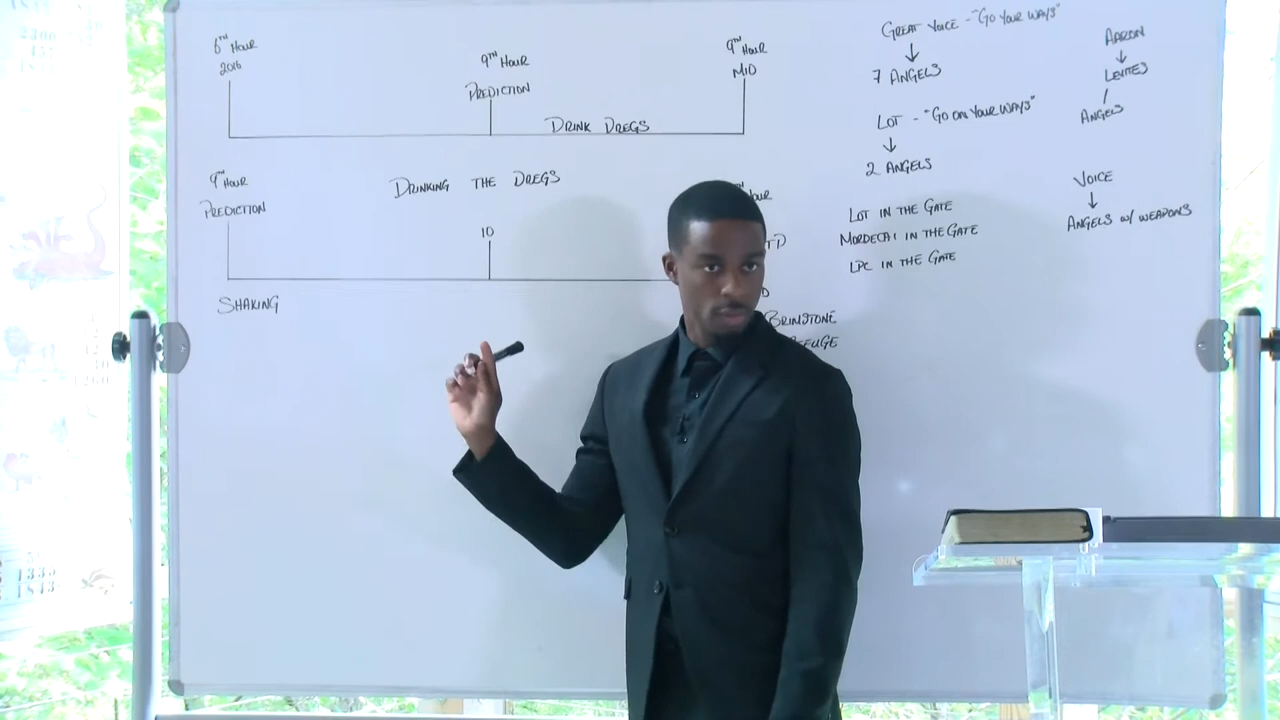 6TH HOUR
2016
9TH HOUR
PREDICTION
9TH HOUR
MID
DRINK DREGS
9TH HOUR
PREDICTION
DRINKING THE DREGS
10
HOUR
SHAKING
BRIMSTONE
GREAT VOICE - "GO YOUR WAYS"
7 ANGELS
LOT - "GO ON YOUR WAYS"
2 ANGELS
LOT IN THE GATE
MORDECAI IN THE GATE
LPC IN THE GATE
AARON
LEVITES
ANGELS
VOICE
ANGELS W/ WEAPONS